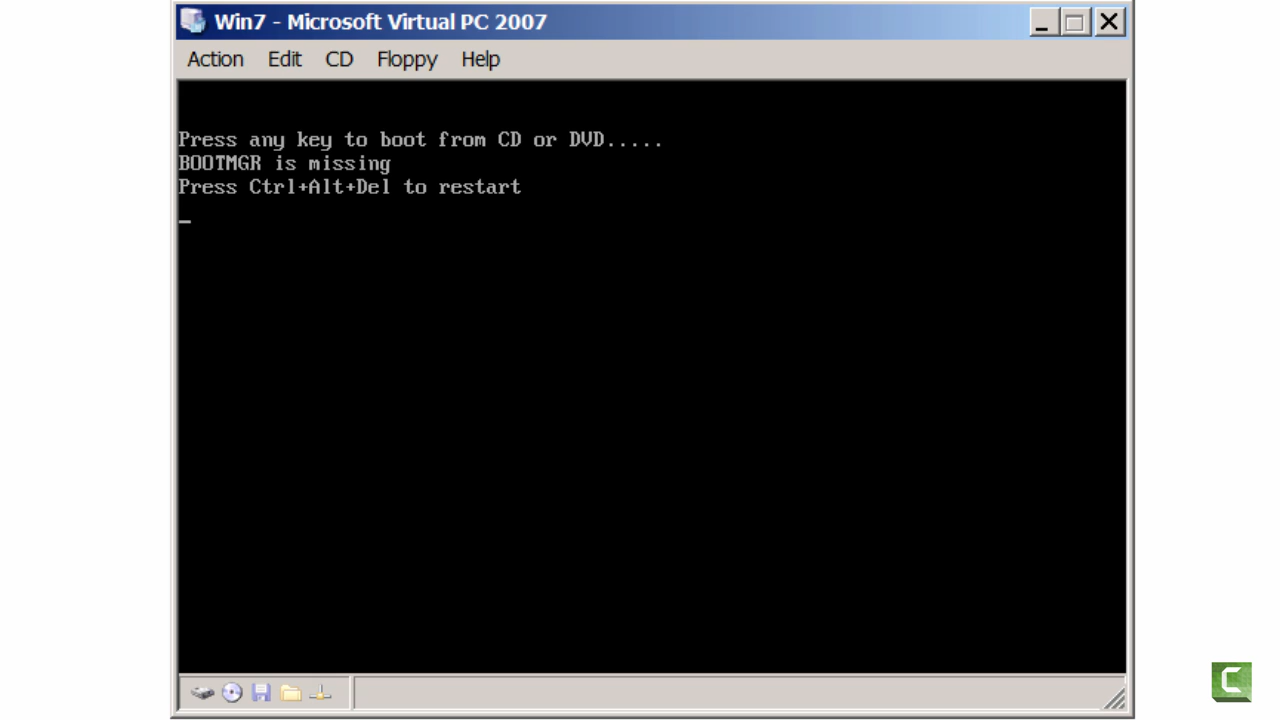 Win7 - Microsoft Virtual PC 2007
Action Edit CD Floppy Help
Press any key to boot from CD or DVD.....
BOOTMGR is missing
Press Ctrl+Alt+Del to restart
_
C